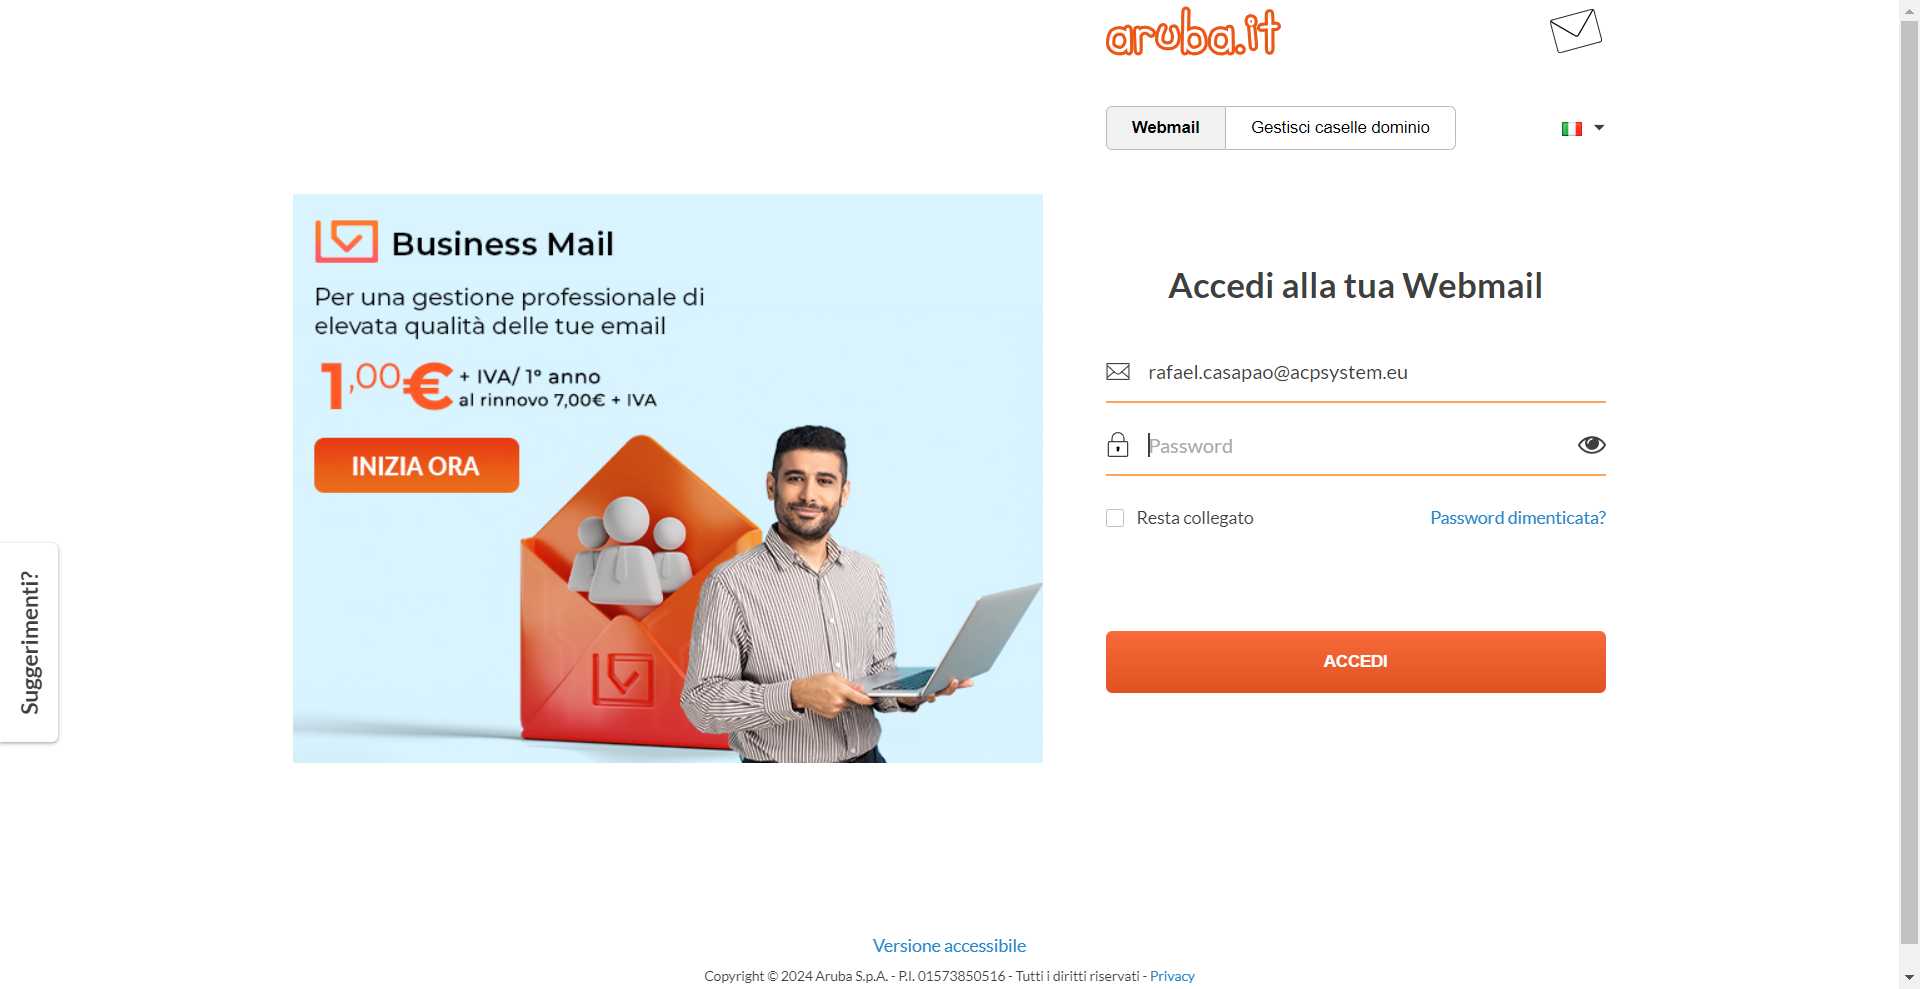 aruba.it
Webmail
Gestisci caselle dominio
Business Mail
Per una gestione professionale di
elevata qualità delle tue email
1,00€ + IVA/ 1° anno
al rinnovo 7,00€ + IVA
INIZIA ORA
Accedi alla tua Webmail
rafael.casapao@acpsystem.eu
Password
Resta collegato
Password dimenticata?
ACCEDI
Suggerimenti?
Versione accessibile
Copyright © 2024 Aruba S.p.A. - P.I. 01573850516 - Tutti i diritti riservati - Privacy